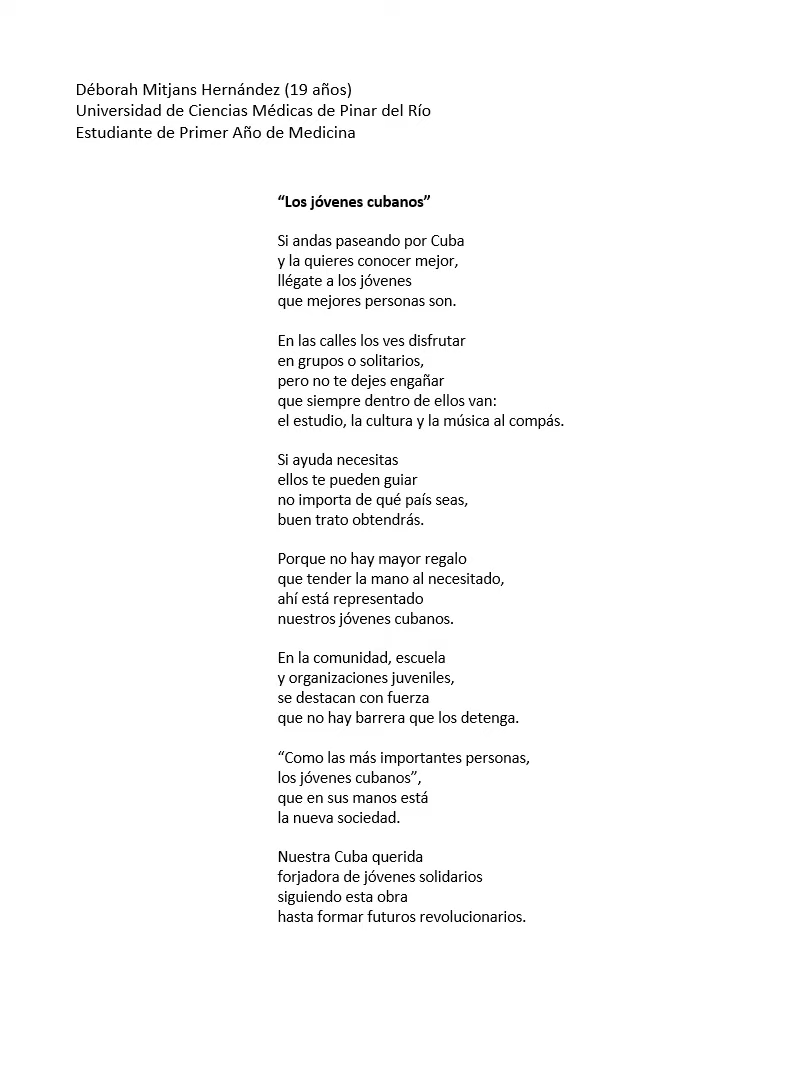 Déborah Mitjans Hernández (19 años)
Universidad de Ciencias Médicas de Pinar del Río
Estudiante de Primer Año de Medicina
“Los jóvenes cubanos”
Si andas paseando por Cuba
y la quieres conocer mejor,
llégate a los jóvenes
que mejores personas son.
En las calles los ves disfrutar
en grupos o solitarios,
pero no te dejes engañar
que siempre dentro de ellos van:
el estudio, la cultura y la música al compás.
Si ayuda necesitas
ellos te pueden guiar
no importa de qué país seas,
buen trato obtendrás.
Porque no hay mayor regalo
que tender la mano al necesitado,
ahí está representado
nuestros jóvenes cubanos.
En la comunidad, escuela
y organizaciones juveniles,
se destacan con fuerza
que no hay barrera que los detenga.
“Como las más importantes personas,
los jóvenes cubanos”,
que en sus manos está
la nueva sociedad.
Nuestra Cuba querida
forjadora de jóvenes solidarios
siguiendo esta obra
hasta formar futuros revolucionarios.